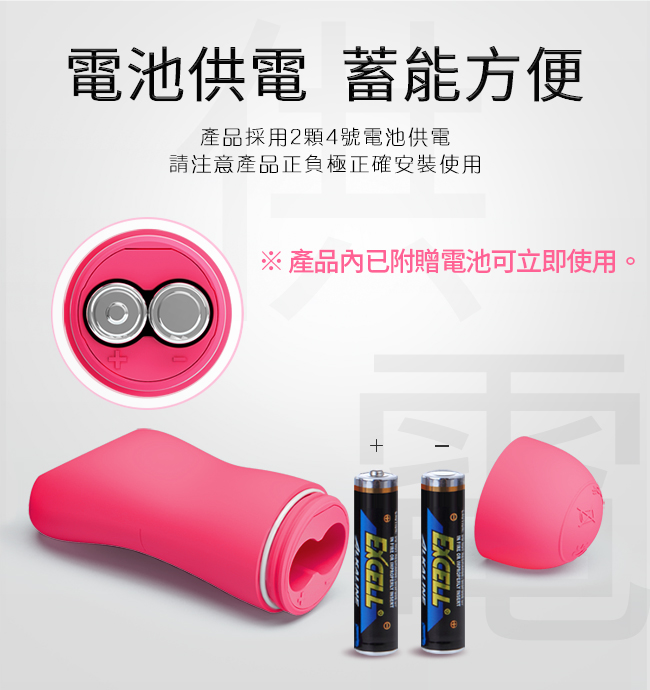 電池供電 蓄能方便
產品採用2顆4號電池供電
請注意產品正負極正確安裝使用
※ 產品內已附贈電池可立即使用。
+ −
+ −
EXCELL
ALKALINE
EXCELL
ALKALINE
供
電